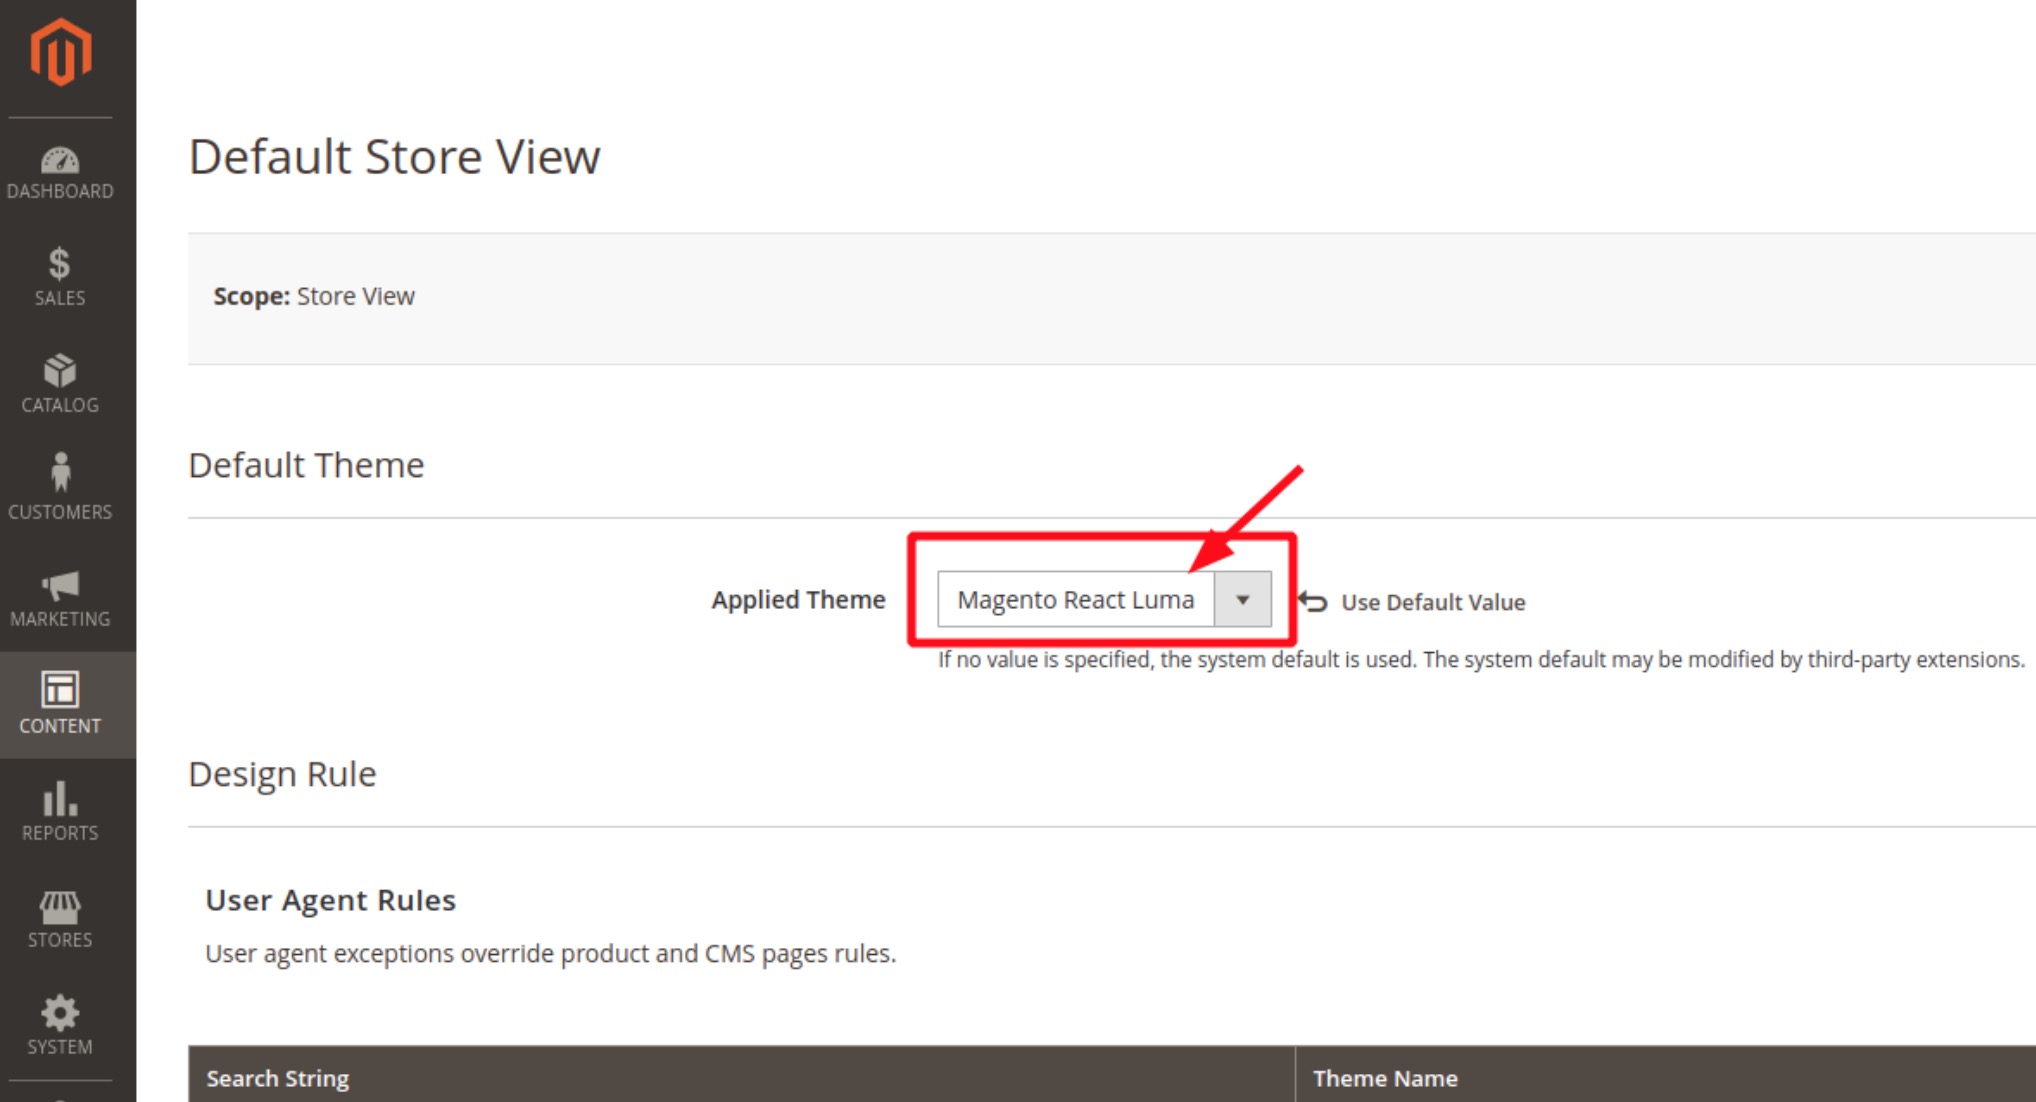 DASHBOARD
SALES
CATALOG
CUSTOMERS
MARKETING
CONTENT
REPORTS
STORES
SYSTEM
Default Store View
Scope: Store View
Default Theme
Applied Theme Magento React Luma Use Default Value
If no value is specified, the system default is used. The system default may be modified by third-party extensions.
Design Rule
User Agent Rules
User agent exceptions override product and CMS pages rules.
Search String Theme Name